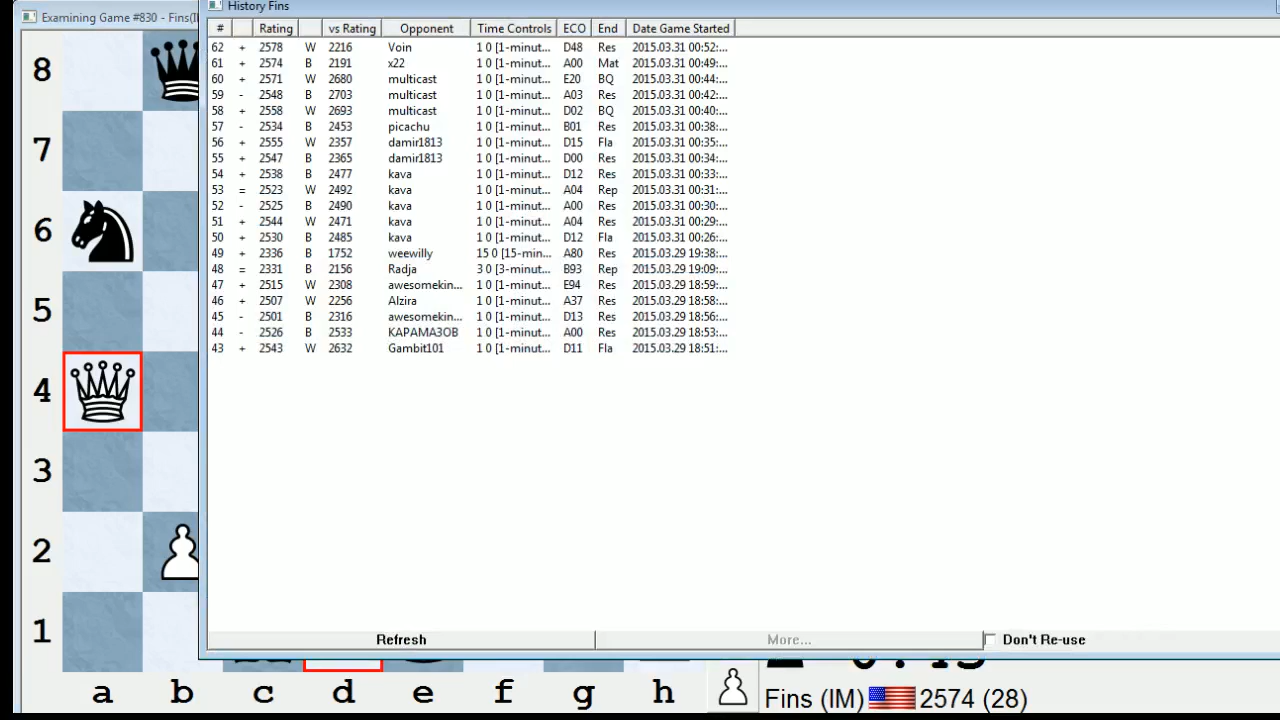 Examining Game #830 - Fins(I
History Fins
# Rating vs Rating Opponent Time Controls ECO End Date Game Started
62 + 2578 W 2216 Voin 1 0 [1-minut... D48 Res 2015.03.31 00:52:...
61 + 2574 B 2191 x22 1 0 [1-minut... A00 Mat 2015.03.31 00:49:...
60 + 2571 W 2680 multicast 1 0 [1-minut... E20 BQ 2015.03.31 00:44:...
59 - 2548 B 2703 multicast 1 0 [1-minut... A03 Res 2015.03.31 00:42:...
58 + 2558 W 2693 multicast 1 0 [1-minut... D02 BQ 2015.03.31 00:40:...
57 - 2534 B 2453 picachu 1 0 [1-minut... B01 Res 2015.03.31 00:38:...
56 + 2555 W 2357 damir1813 1 0 [1-minut... D15 Fla 2015.03.31 00:35:...
55 + 2547 B 2365 damir1813 1 0 [1-minut... D00 Res 2015.03.31 00:34:...
54 + 2538 B 2477 kava 1 0 [1-minut... D12 Res 2015.03.31 00:33:...
53 = 2523 W 2492 kava 1 0 [1-minut... A04 Rep 2015.03.31 00:31:...
52 - 2525 B 2490 kava 1 0 [1-minut... A00 Res 2015.03.31 00:30:...
51 + 2544 W 2471 kava 1 0 [1-minut... A04 Res 2015.03.31 00:29:...
50 + 2530 B 2485 kava 1 0 [1-minut... D12 Fla 2015.03.31 00:26:...
49 + 2336 B 1752 weewilly 15 0 [15-min... A80 Res 2015.03.29 19:38:...
48 = 2331 B 2156 Radja 3 0 [3-minut... B93 Rep 2015.03.29 19:09:...
47 + 2515 W 2308 awesomekin... 1 0 [1-minut... E94 Res 2015.03.29 18:59:...
46 + 2507 W 2256 Alzira 1 0 [1-minut... A37 Res 2015.03.29 18:58:...
45 - 2501 B 2316 awesomekin... 1 0 [1-minut... D13 Res 2015.03.29 18:56:...
44 - 2526 B 2533 KAPAMA3OB 1 0 [1-minut... A00 Res 2015.03.29 18:53:...
43 + 2543 W 2632 Gambit101 1 0 [1-minut... D11 Fla 2015.03.29 18:51:...
8
7
6
5
4
3
2
1
Refresh More... Don't Re-use
a b c d e f g h
Fins (IM) 2574 (28)